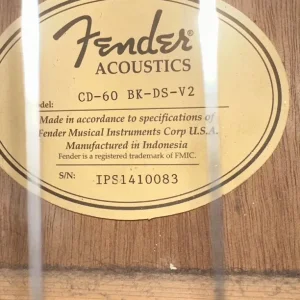 Fender
ACOUSTICS
Model: CD-60 BK-DS-V2
Made in accordance to specifications of
Fender Musical Instruments Corp U.S.A.
Manufactured in Indonesia
Fender is a registered trademark of FMIC.
S/N: IPS1410083